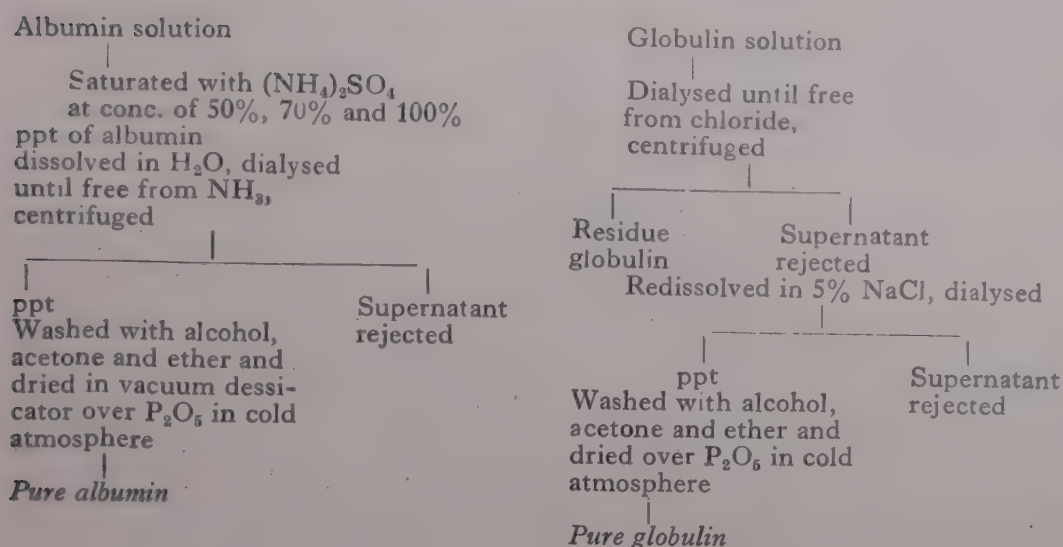 Albumin solution
Saturated with (NH₄)₂SO₄
at conc. of 50%, 70% and 100%
ppt of albumin
dissolved in H₂O, dialysed
until free from NH₃,
centrifuged
ppt
Washed with alcohol,
acetone and ether and
dried in vacuum dessi-
cator over P₂O₅ in cold
atmosphere
Pure albumin
Supernatant
rejected
Globulin solution
Dialysed until free
from chloride,
centrifuged
Residue
globulin
Supernatant
rejected
Redissolved in 5% NaCl, dialysed
ppt
Washed with alcohol,
acetone and ether and
dried over P₂O₅ in cold
atmosphere
Pure globulin
Supernatant
rejected